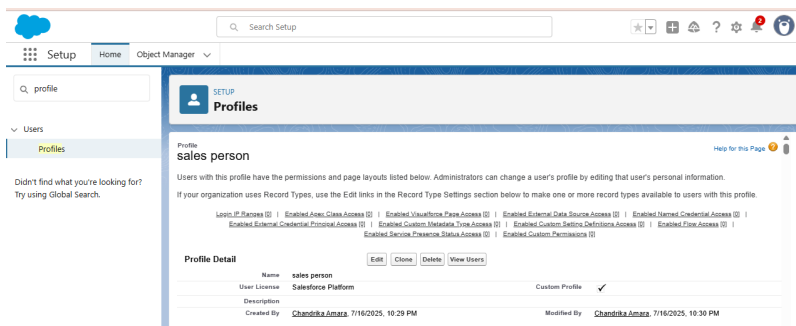 Search Setup
2
Setup
Home
Object Manager
profile
Users
Profiles
Didn't find what you're looking for?
Try using Global Search.
SETUP
Profiles
Profile
sales person
Help for this Page
Users with this profile have the permissions and page layouts listed below. Administrators can change a user's profile by editing that user's personal information.
If your organization uses Record Types, use the Edit links in the Record Type Settings section below to make one or more record types available to users with this profile.
Login IP Ranges [0] | Enabled Apex Class Access [0] | Enabled Visualforce Page Access [0] | Enabled External Data Source Access [0] | Enabled Named Credential Access [0] |
Enabled External Credential Principal Access [0] | Enabled Custom Metadata Type Access [0] | Enabled Custom Setting Definitions Access [0] | Enabled Flow Access [0] |
Enabled Service Presence Status Access [0] | Enabled Custom Permissions [0]
Profile Detail
Edit Clone Delete View Users
Name sales person
User License Salesforce Platform Custom Profile ✓
Description
Created By Chandrika Amara, 7/16/2025, 10:29 PM Modified By Chandrika Amara, 7/16/2025, 10:30 PM